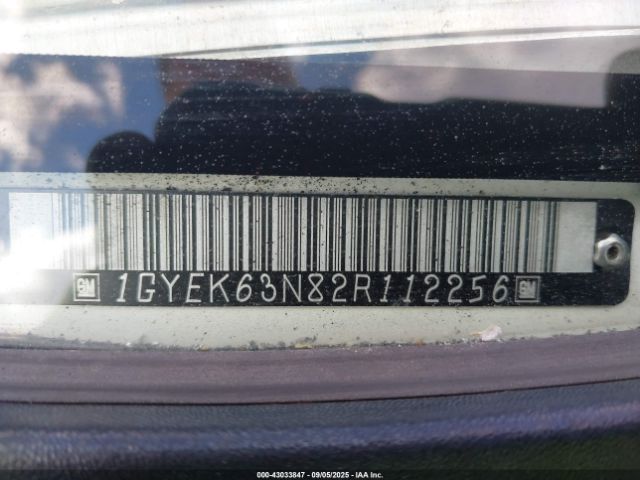 GM 1GYEK63N82R112256 GM
000-43033847 | 09/05/2025 | IAA Inc.